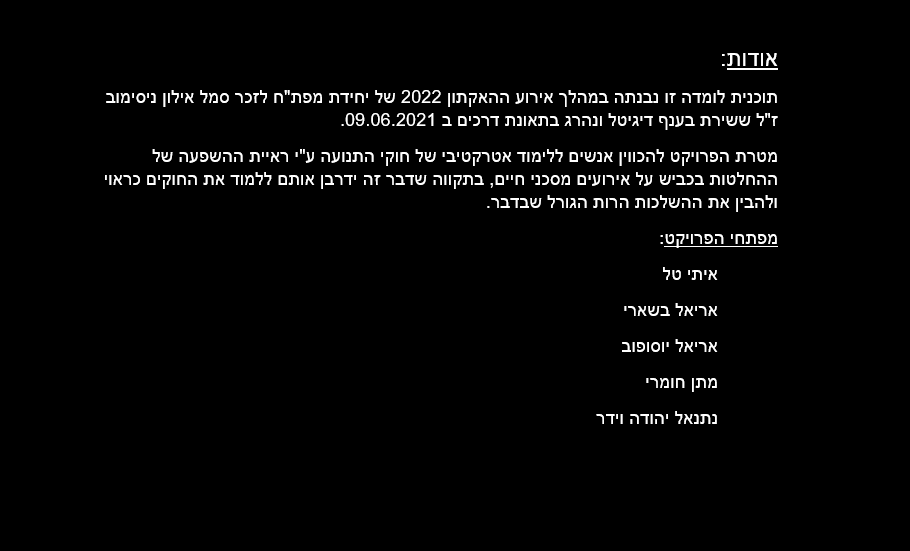 אודות:
תוכנית לומדה זו נבנתה במהלך אירוע ההאקתון 2022 של יחידת מפת"ח לזכר סמל אילון ניסימוב
ז"ל ששירת בענף דיגיטל ונהרג בתאונת דרכים ב 09.06.2021.
מטרת הפרויקט להכווין אנשים ללימוד אטרקטיבי של חוקי התנועה ע"י ראיית ההשפעה של
ההחלטות בכביש על אירועים מסכני חיים, בתקווה שדבר זה ידרבן אותם ללמוד את החוקים כראוי
ולהבין את ההשלכות הרות הגורל שבדבר.
מפתחי הפרויקט:
איתי טל
אריאל בשארי
אריאל יוסופוב
מתן חומרי
נתנאל יהודה וידר